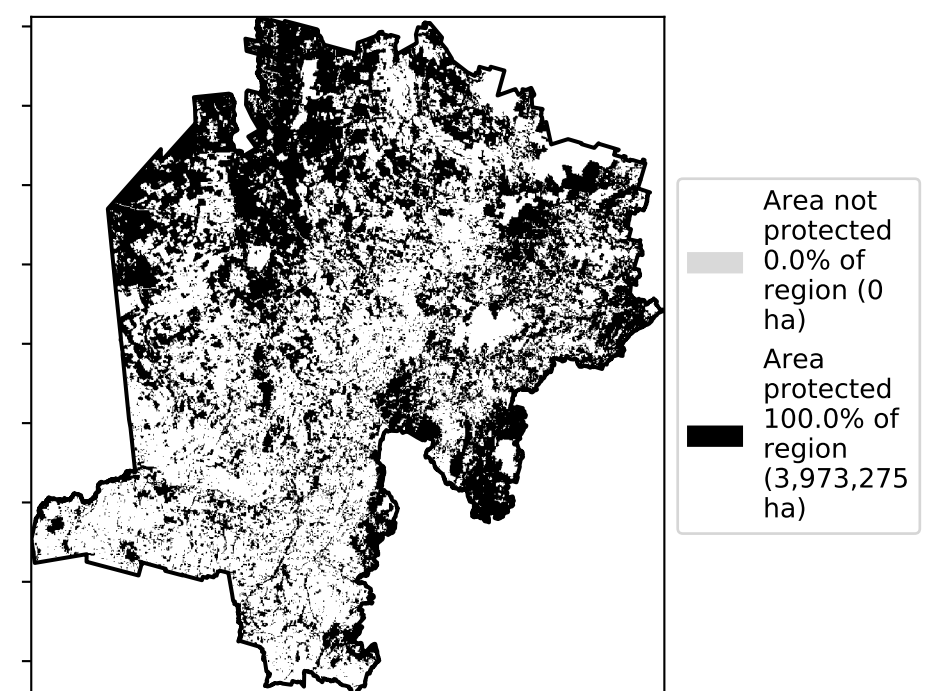 Area not
protected
0.0% of
region (0
ha)
Area
protected
100.0% of
region
(3,973,275
ha)